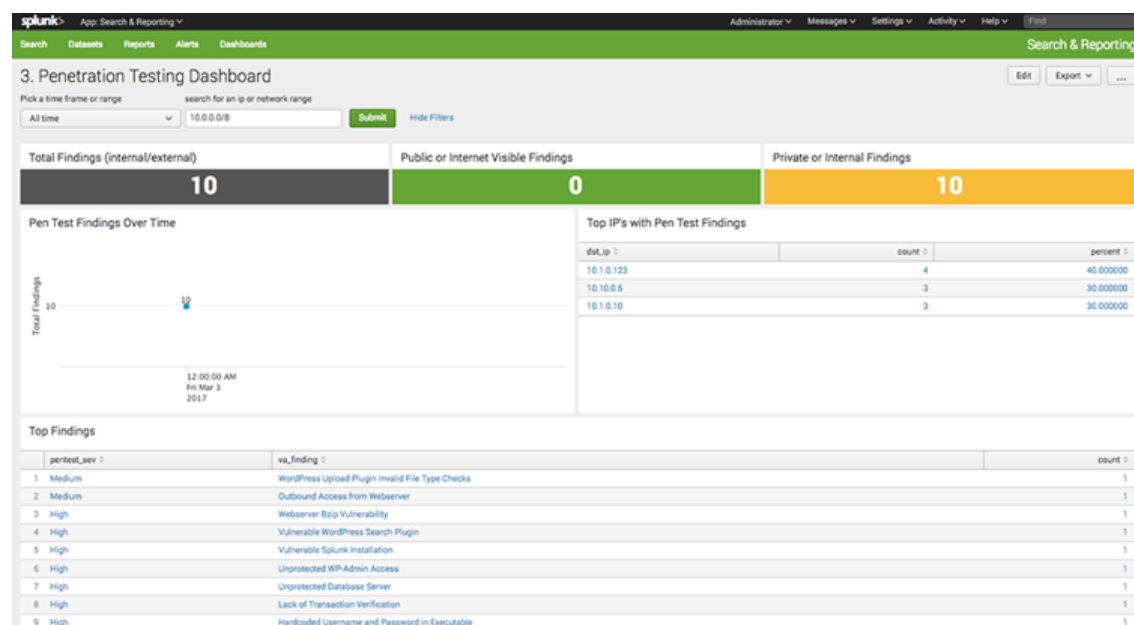 splunk> App: Search & Reporting Administrator Messages Settings Activity Help Find
Search Datasets Reports Alerts Dashboards Search & Reporting
3. Penetration Testing Dashboard Edit Export ...
Pick a time frame or range search for an ip or network range
All time 10.0.0.0/8 Submit Hide Filters
Total Findings (internal/external) Public or Internet Visible Findings Private or Internal Findings
10 0 10
Pen Test Findings Over Time Top IP's with Pen Test Findings
dst_ip count percent
10.1.0.123 4 40.000000
10.10.0.5 3 30.000000
10.1.0.10 3 30.000000
Total Findings
10
10
12:00:00 AM
Fri Mar 3
2017
Top Findings
pentest_sev va_finding count
1 Medium WordPress Upload Plugin Invalid File Type Checks 1
2 Medium Outbound Access from Webserver 1
3 High Webserver Bzip Vulnerability 1
4 High Vulnerable WordPress Search Plugin 1
5 High Vulnerable Splunk Installation 1
6 High Unprotected WP-Admin Access 1
7 High Unprotected Database Server 1
8 High Lack of Transaction Verification 1
9 High Hardcoded Username and Password in Executable 1